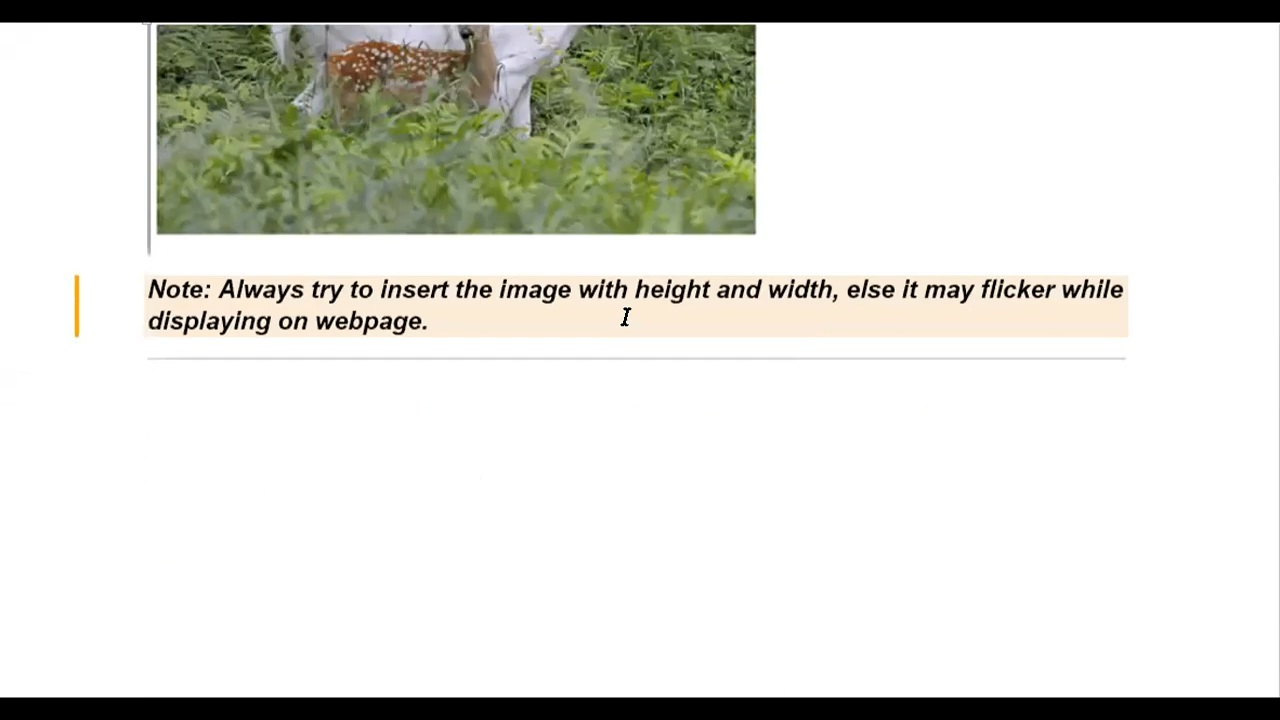 Note: Always try to insert the image with height and width, else it may flicker while
displaying on webpage.